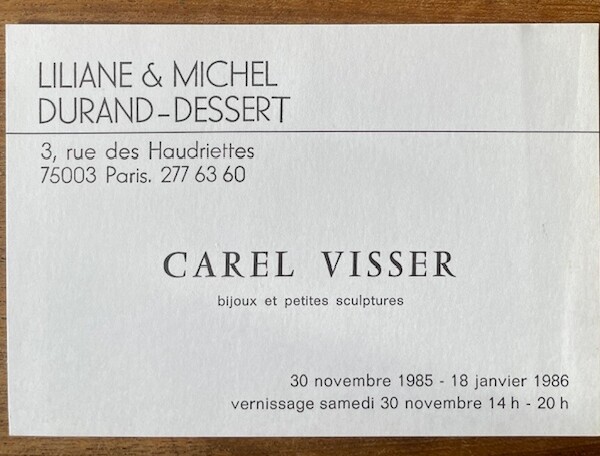 LILIANE & MICHEL
DURAND-DESSERT
3, rue des Haudriettes
75003 Paris. 277 63 60
CAREL VISSER
bijoux et petites sculptures
30 novembre 1985 - 18 janvier 1986
vernissage samedi 30 novembre 14 h - 20 h